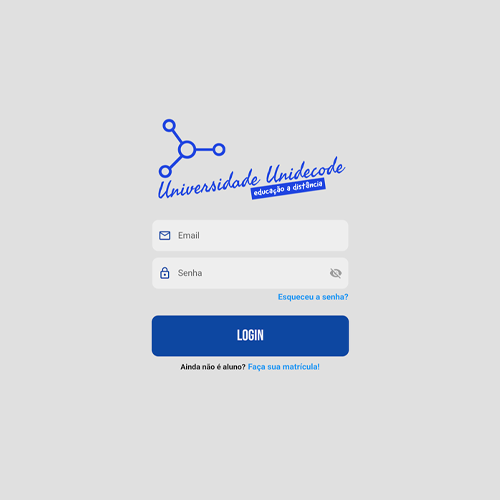 Universidade Unidecode
educação a distância
Email
Senha
Esqueceu a senha?
LOGIN
Ainda não é aluno? Faça sua matrícula!